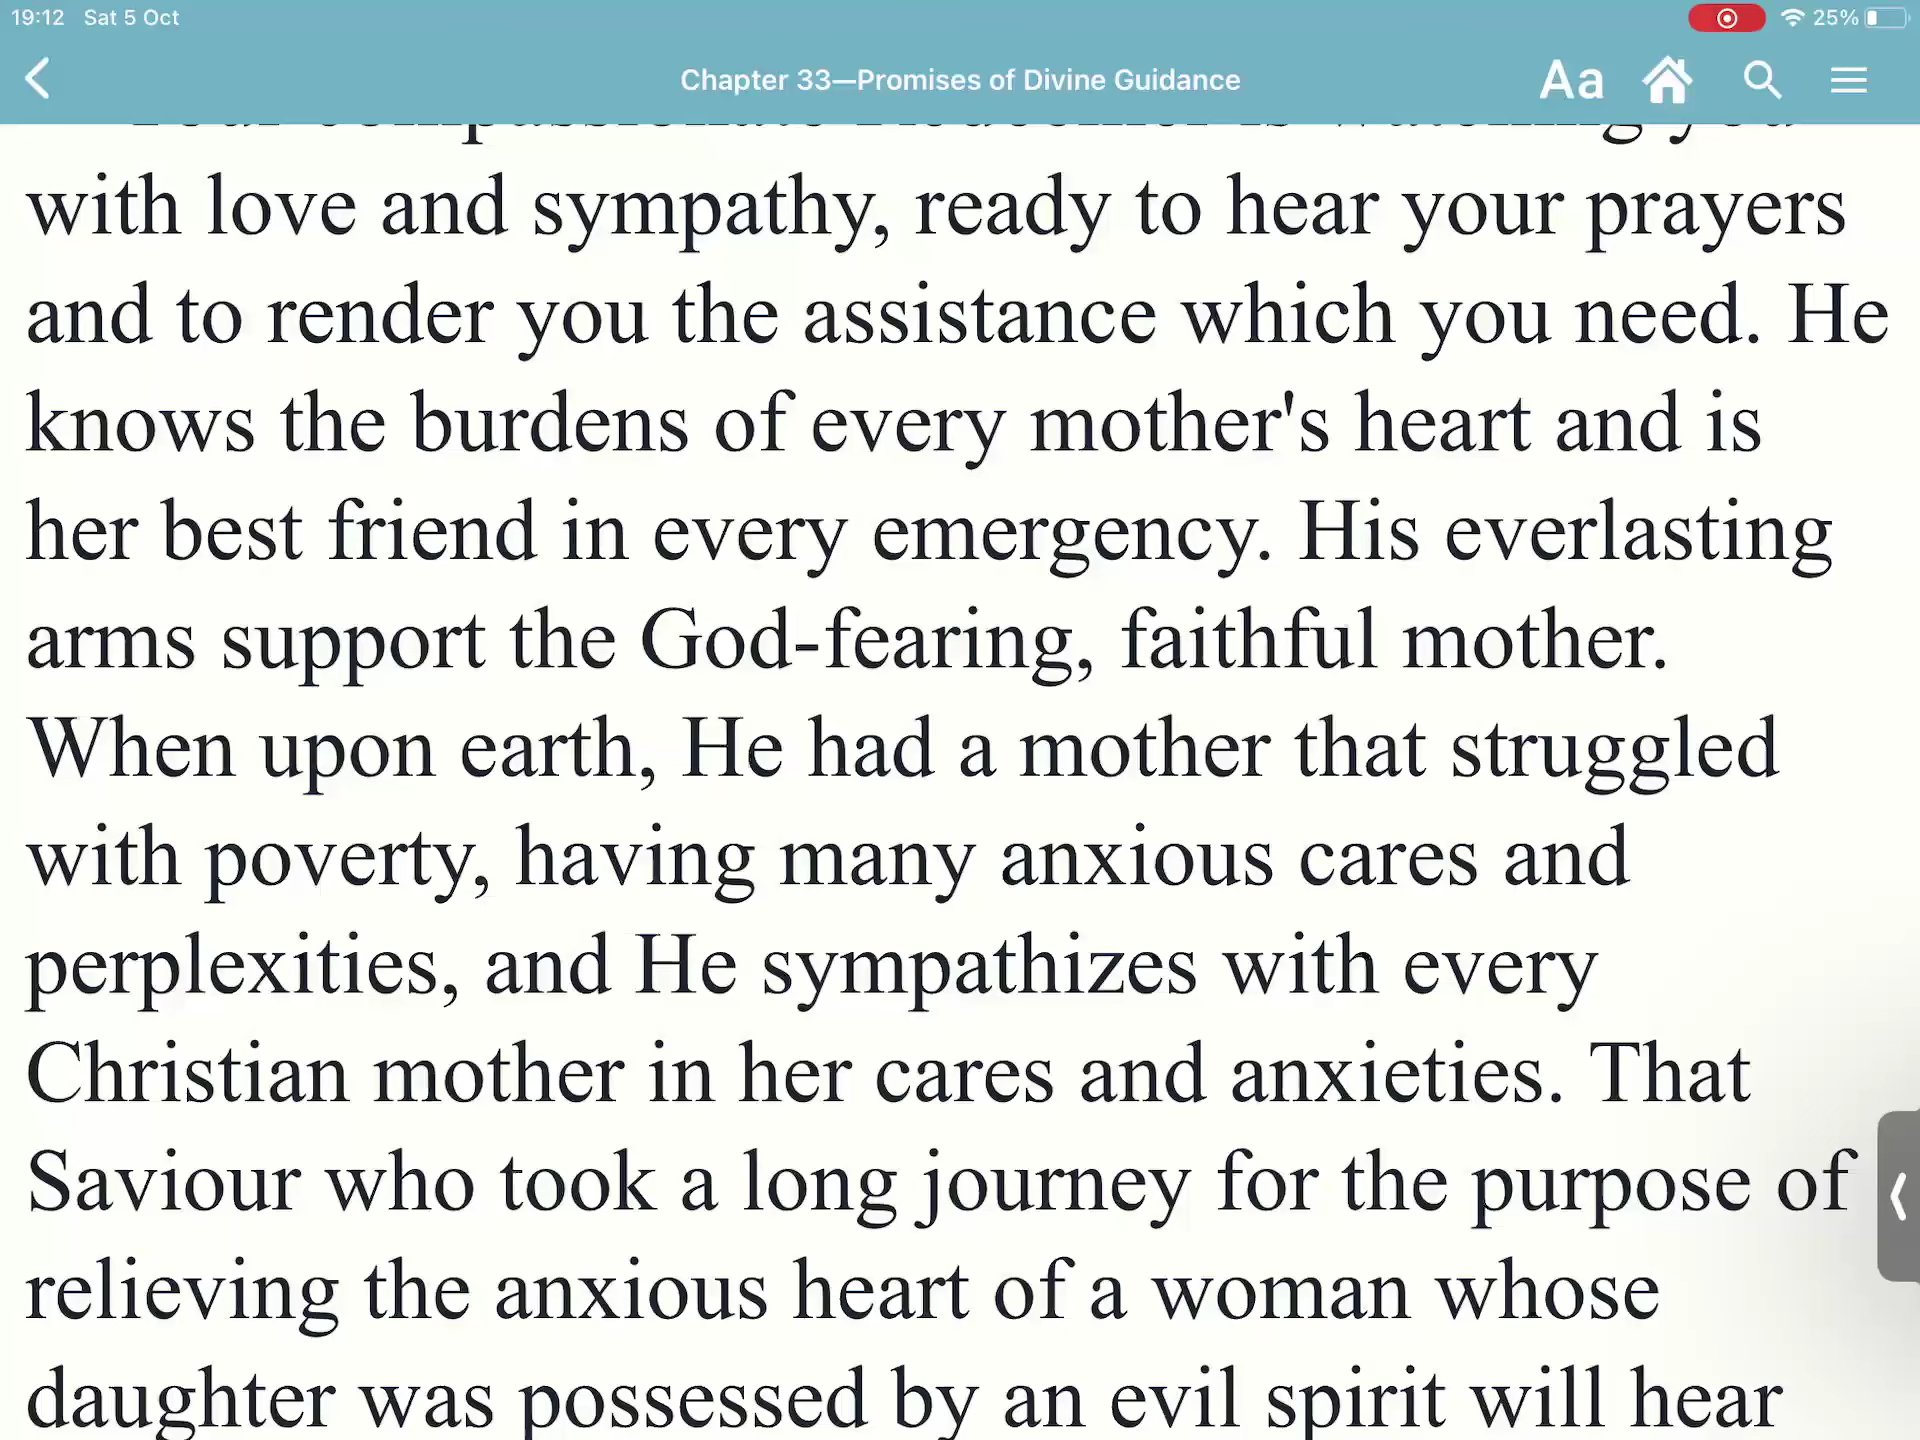 19:12 Sat 5 Oct
25%
Chapter 33—Promises of Divine Guidance
Aa
with love and sympathy, ready to hear your prayers
and to render you the assistance which you need. He
knows the burdens of every mother's heart and is
her best friend in every emergency. His everlasting
arms support the God-fearing, faithful mother.
When upon earth, He had a mother that struggled
with poverty, having many anxious cares and
perplexities, and He sympathizes with every
Christian mother in her cares and anxieties. That
Saviour who took a long journey for the purpose of
relieving the anxious heart of a woman whose
daughter was possessed by an evil spirit will hear